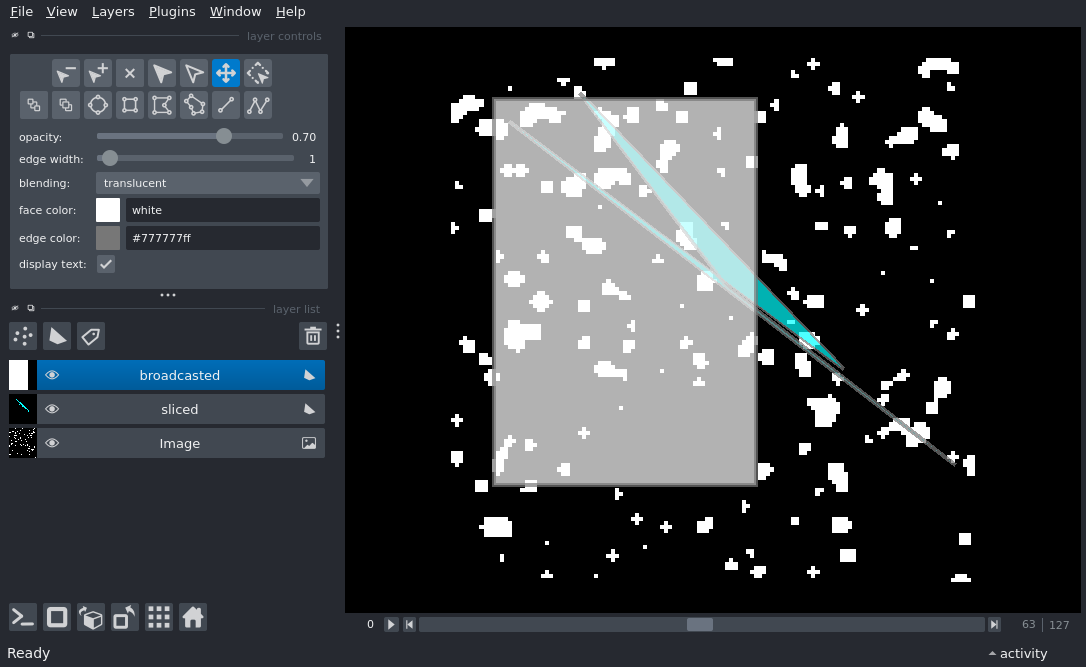 File View Layers Plugins Window Help
layer controls
opacity: 0.70
edge width: 1
blending: translucent
face color: white
edge color: #777777ff
display text:
layer list
broadcasted
sliced
Image
0 63 127
Ready activity